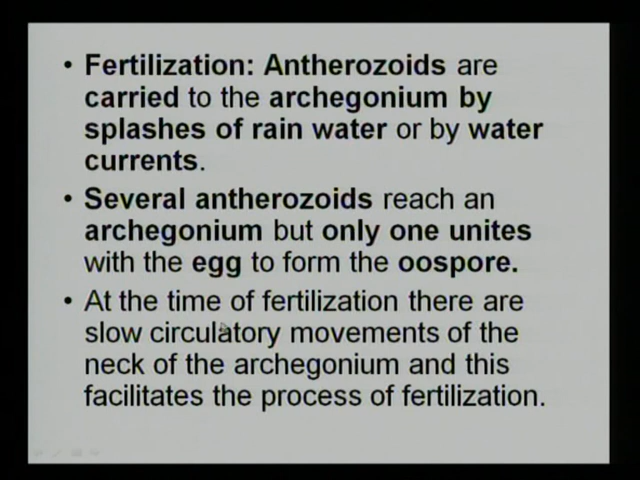 • Fertilization: Antherozoids are
carried to the archegonium by
splashes of rain water or by water
currents.
• Several antherozoids reach an
archegonium but only one unites
with the egg to form the oospore.
• At the time of fertilization there are
slow circulatory movements of the
neck of the archegonium and this
facilitates the process of fertilization.